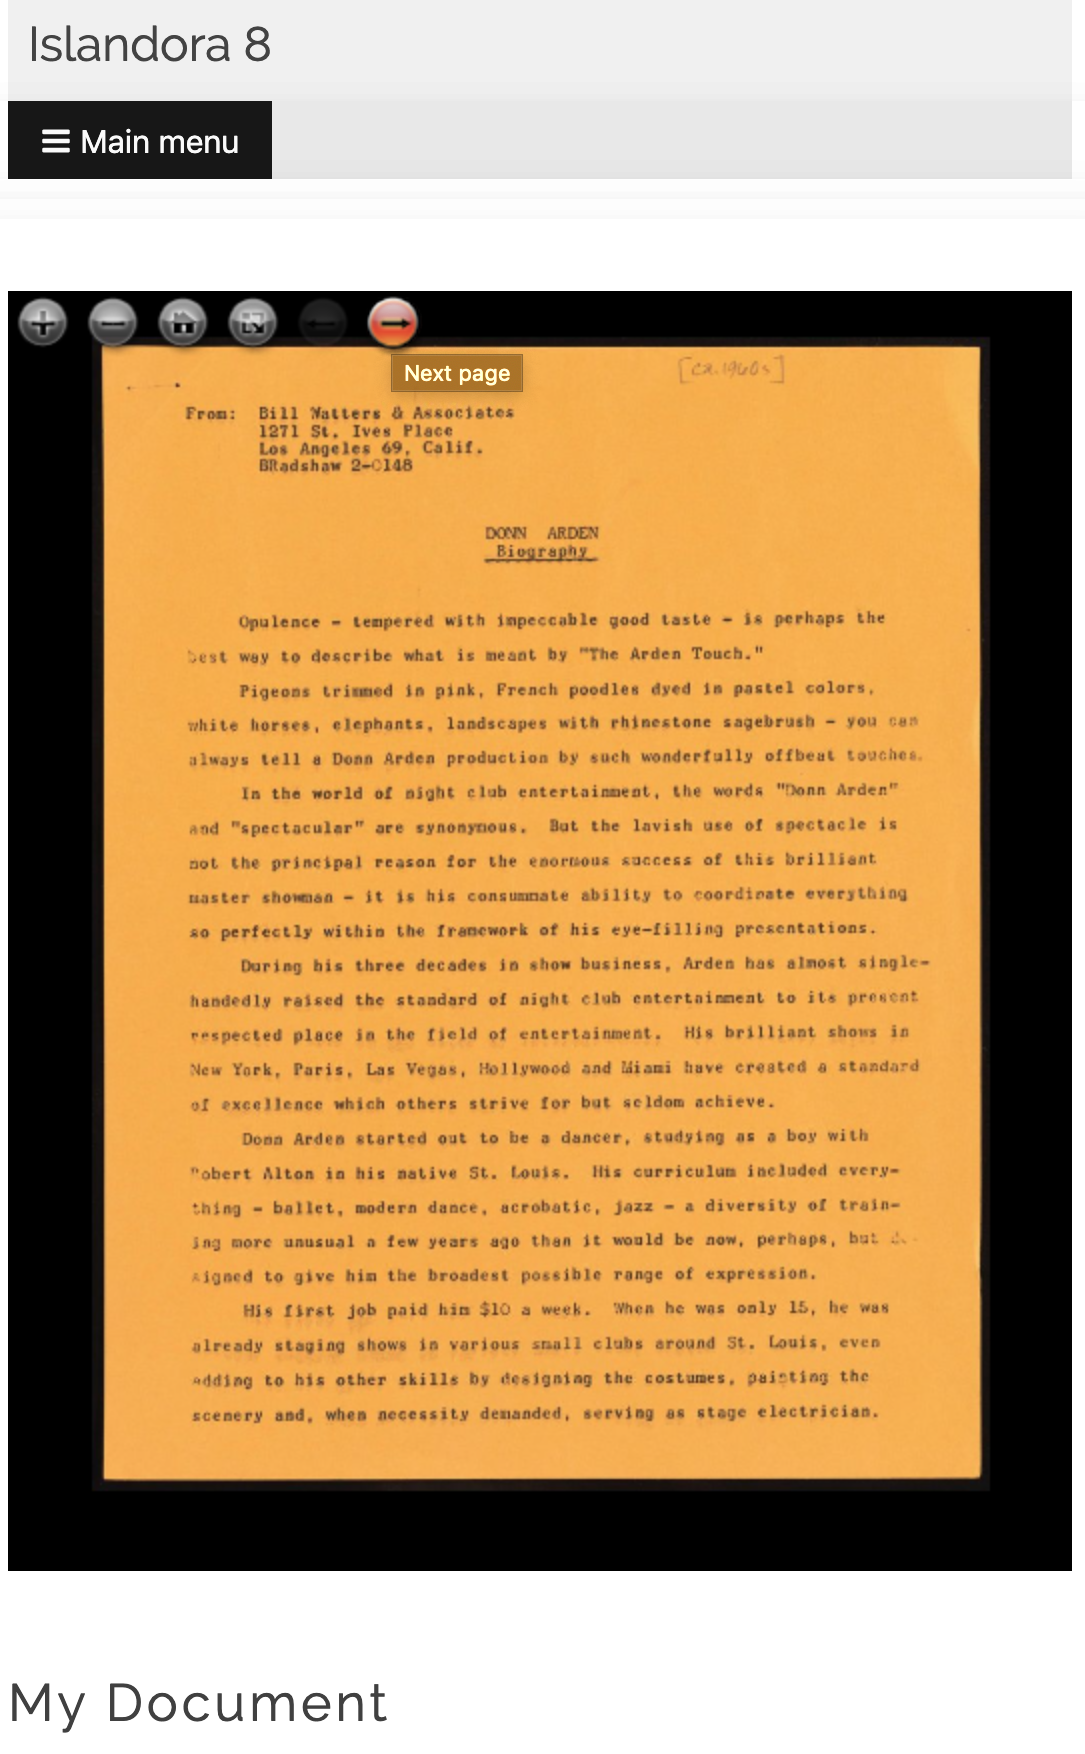 Islandora 8
Main menu
Next page
[ca. 1960s]
From: Bill Watters & Associates
1271 St. Ives Place
Los Angeles 69, Calif.
BRadshaw 2-0148
DONN ARDEN
Biography
Opulence - tempered with impeccable good taste - is perhaps the
best way to describe what is meant by "The Arden Touch."
Pigeons trimmed in pink, French poodles dyed in pastel colors,
white horses, elephants, landscapes with rhinestone sagebrush - you can
always tell a Donn Arden production by such wonderfully offbeat touches.
In the world of night club entertainment, the words "Donn Arden"
and "spectacular" are synonymous. But the lavish use of spectacle is
not the principal reason for the enormous success of this brilliant
master showman - it is his consummate ability to coordinate everything
so perfectly within the framework of his eye-filling presentations.
During his three decades in show business, Arden has almost single-
handedly raised the standard of night club entertainment to its present
respected place in the field of entertainment. His brilliant shows in
New York, Paris, Las Vegas, Hollywood and Miami have created a standard
of excellence which others strive for but seldom achieve.
Donn Arden started out to be a dancer, studying as a boy with
Robert Alton in his native St. Louis. His curriculum included every-
thing - ballet, modern dance, acrobatic, jazz - a diversity of train-
ing more unusual a few years ago than it would be now, perhaps, but de-
signed to give him the broadest possible range of expression.
His first job paid him $10 a week. When he was only 15, he was
already staging shows in various small clubs around St. Louis, even
adding to his other skills by designing the costumes, painting the
scenery and, when necessity demanded, serving as stage electrician.
My Document